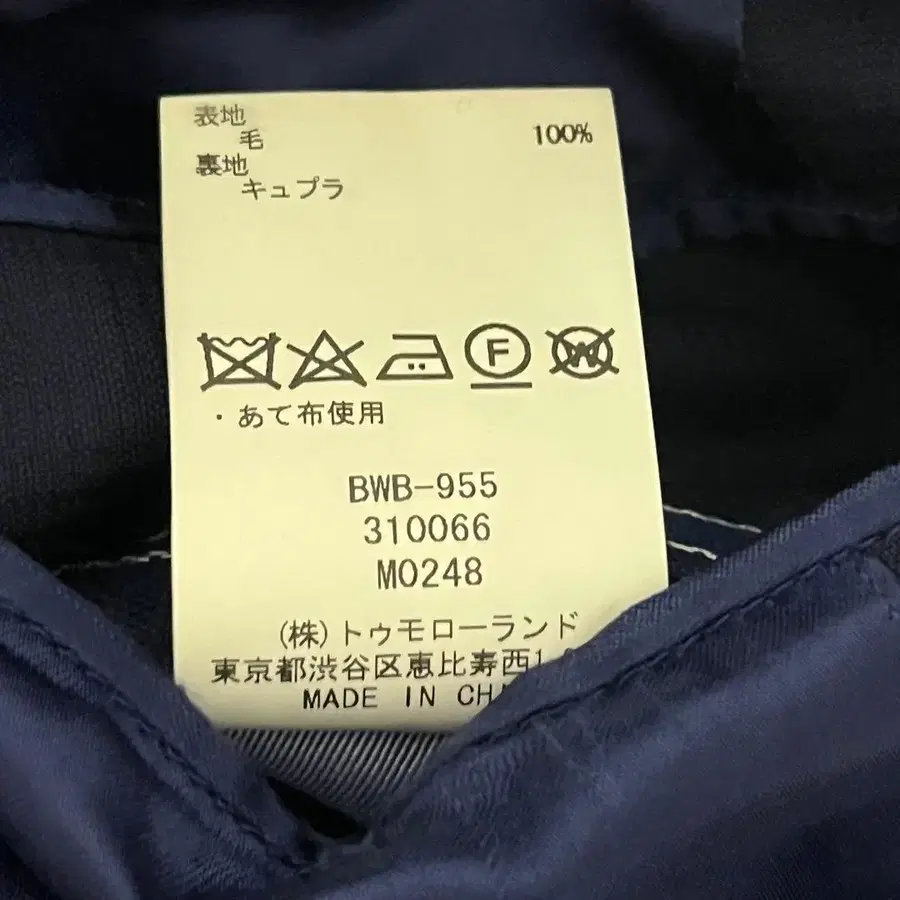 表地
毛 100%
裏地
キュプラ
F W
・あて布使用
BWB-955
310066
M0248
(株)トゥモローランド
東京都渋谷区恵比寿西1
MADE IN